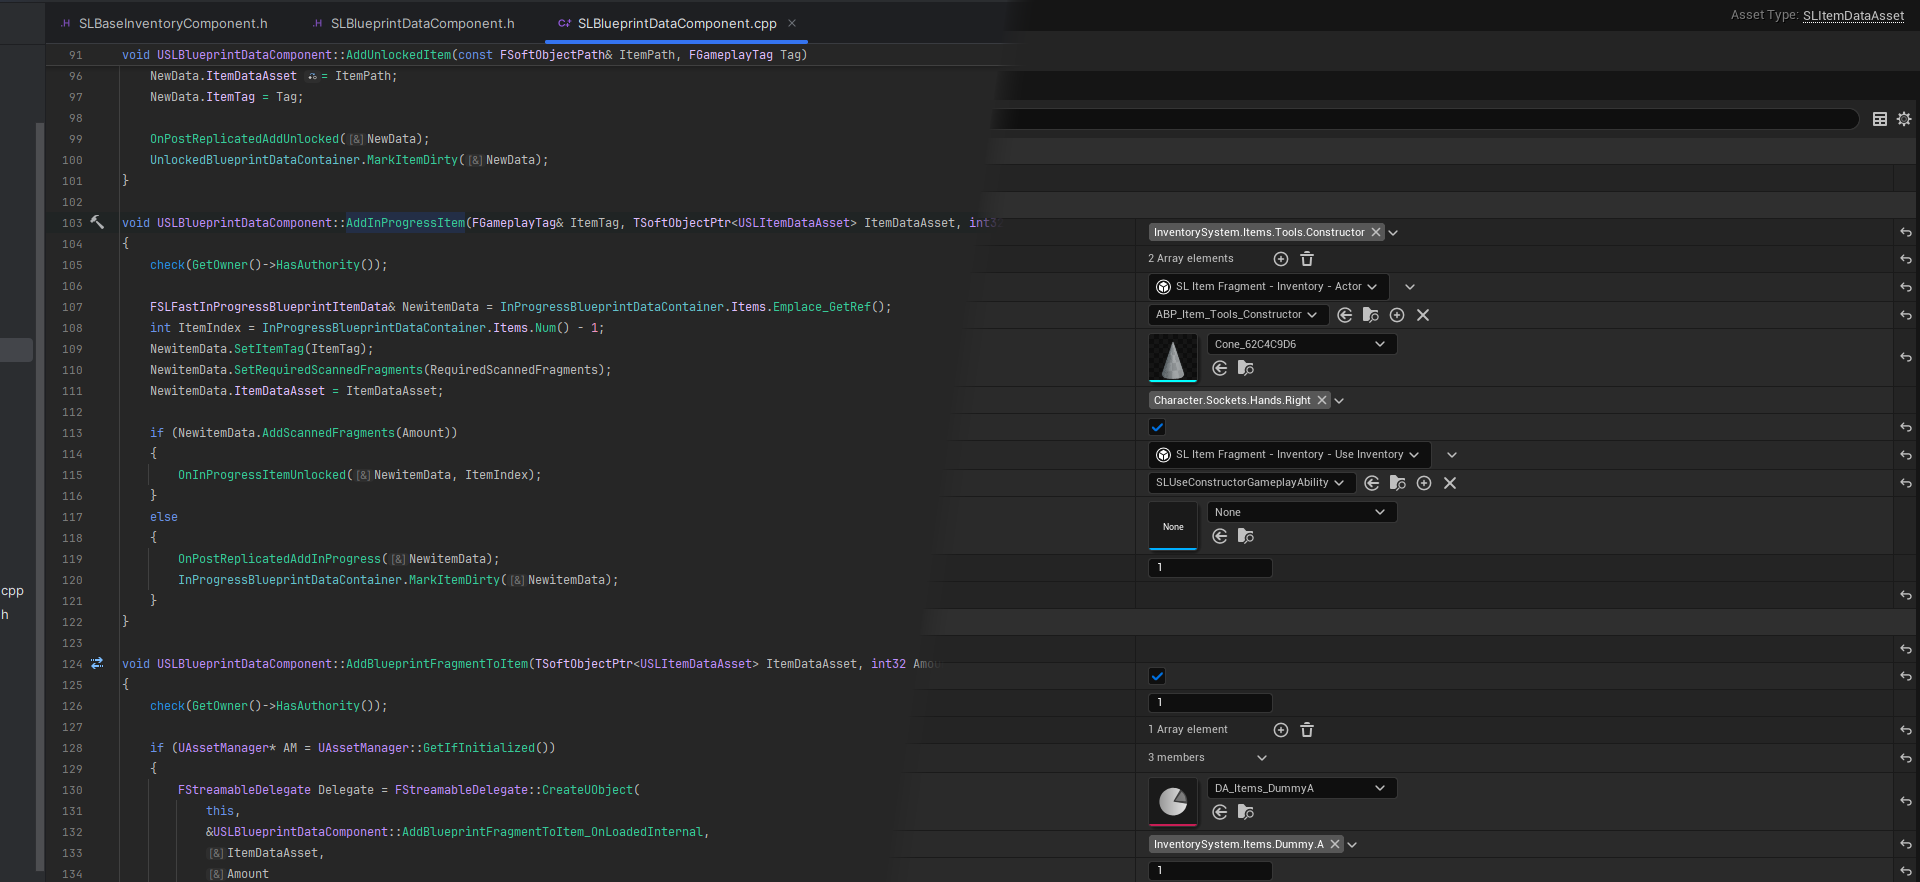 SLBaseInventoryComponent.h
SLBlueprintDataComponent.h
SLBlueprintDataComponent.cpp
Asset Type: SLItemDataAsset
91 void USLBlueprintDataComponent::AddUnlockedItem(const FSoftObjectPath& ItemPath, FGameplayTag Tag)
96 NewData.ItemDataAsset = ItemPath;
97 NewData.ItemTag = Tag;
98
99 OnPostReplicatedAddUnlocked([&]NewData);
100 UnlockedBlueprintDataContainer.MarkItemDirty([&]NewData);
101 }
102
103 void USLBlueprintDataComponent::AddInProgressItem(FGameplayTag& ItemTag, TSoftObjectPtr<USLItemDataAsset> ItemDataAsset, int3
104 {
105 check(GetOwner()->HasAuthority());
106
107 FSLFastInProgressBlueprintItemData& NewitemData = InProgressBlueprintDataContainer.Items.Emplace_GetRef();
108 int ItemIndex = InProgressBlueprintDataContainer.Items.Num() - 1;
109 NewitemData.SetItemTag(ItemTag);
110 NewitemData.SetRequiredScannedFragments(RequiredScannedFragments);
111 NewitemData.ItemDataAsset = ItemDataAsset;
112
113 if (NewitemData.AddScannedFragments(Amount))
114 {
115 OnInProgressItemUnlocked([&]NewitemData, ItemIndex);
116 }
117 else
118 {
119 OnPostReplicatedAddInProgress([&]NewitemData);
120 InProgressBlueprintDataContainer.MarkItemDirty([&]NewitemData);
121 }
122 }
123
124 void USLBlueprintDataComponent::AddBlueprintFragmentToItem(TSoftObjectPtr<USLItemDataAsset> ItemDataAsset, int32 Amou
125 {
126 check(GetOwner()->HasAuthority());
127
128 if (UAssetManager* AM = UAssetManager::GetIfInitialized())
129 {
130 FStreamableDelegate Delegate = FStreamableDelegate::CreateUObject(
131 this,
132 &USLBlueprintDataComponent::AddBlueprintFragmentToItem_OnLoadedInternal,
133 [&]ItemDataAsset,
134 [&]Amount
cpp
h
InventorySystem.Items.Tools.Constructor
2 Array elements
SL Item Fragment - Inventory - Actor
ABP_Item_Tools_Constructor
Cone_62C4C9D6
Character.Sockets.Hands.Right
SL Item Fragment - Inventory - Use Inventory
SLUseConstructorGameplayAbility
None
None
1
1
1 Array element
3 members
DA_Items_DummyA
InventorySystem.Items.Dummy.A
1